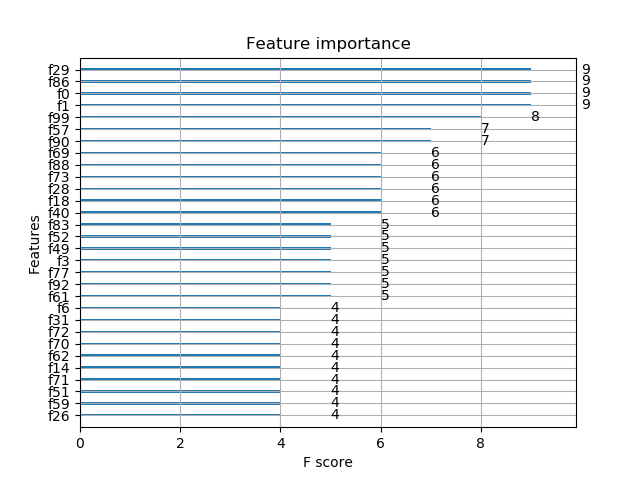 Feature importance
f29 9
f86 9
f0 9
f1 9
f99 8
f57 7
f90 7
f69 6
f88 6
f73 6
f28 6
f18 6
f40 6
f83 5
f52 5
f49 5
f3 5
f77 5
f92 5
f61 5
f6 4
f31 4
f72 4
f70 4
f62 4
f14 4
f71 4
f51 4
f59 4
f26 4
Features
0 2 4 6 8
F score